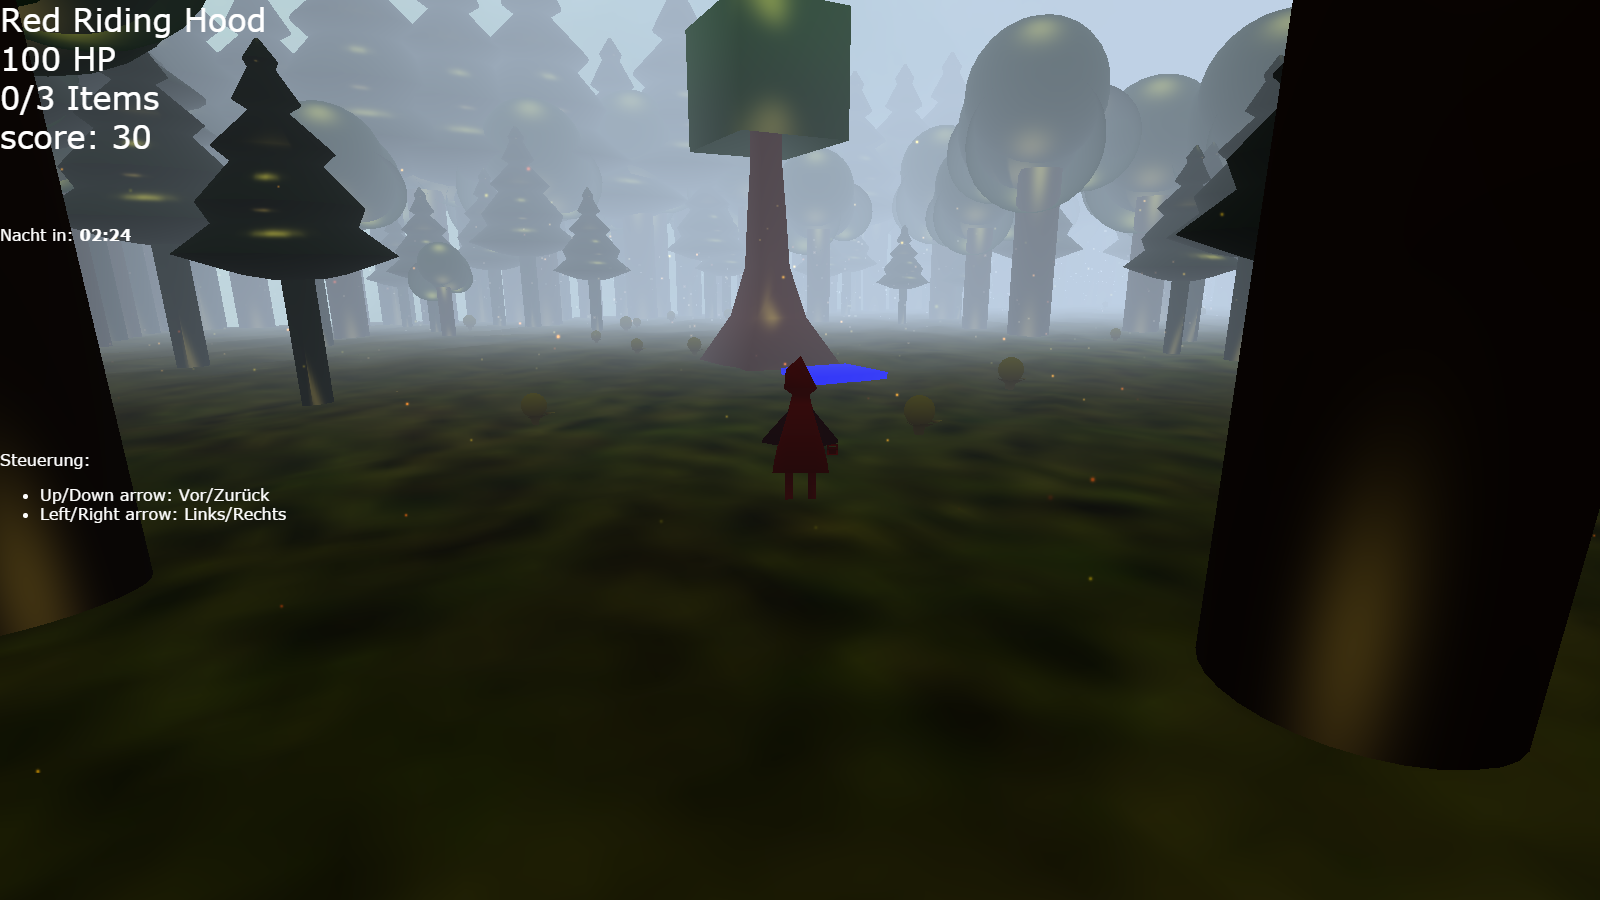 Red Riding Hood
100 HP
0/3 Items
score: 30
Nacht in: 02:24
Steuerung:
• Up/Down arrow: Vor/Zurück
• Left/Right arrow: Links/Rechts